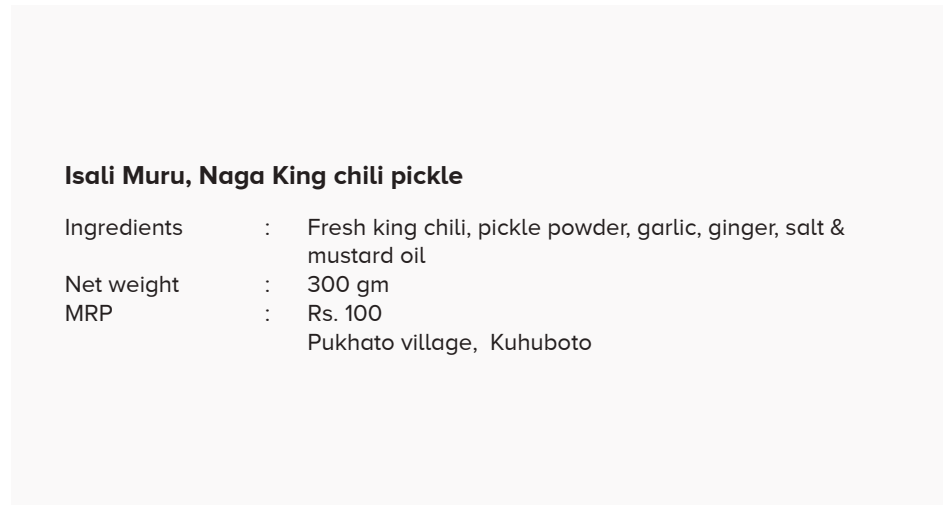 Isali Muru, Naga King chili pickle
Ingredients : Fresh king chili, pickle powder, garlic, ginger, salt &
mustard oil
Net weight : 300 gm
MRP : Rs. 100
Pukhato village,  Kuhuboto